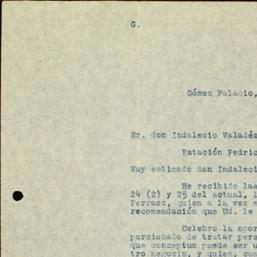 G.
Gómez Palacio,
Sr. don Indalecio Valadéz
Estación Pedric
Muy estimado don Indaleci
He recibido las
24 (2) y 25 del actual, l
Ferraez, quien a la vez m
recomendación que Ud. le
Celebro la opor
porcionado de tratar pers
que conceptuo puede ser u
tro negocio, y quien, cua